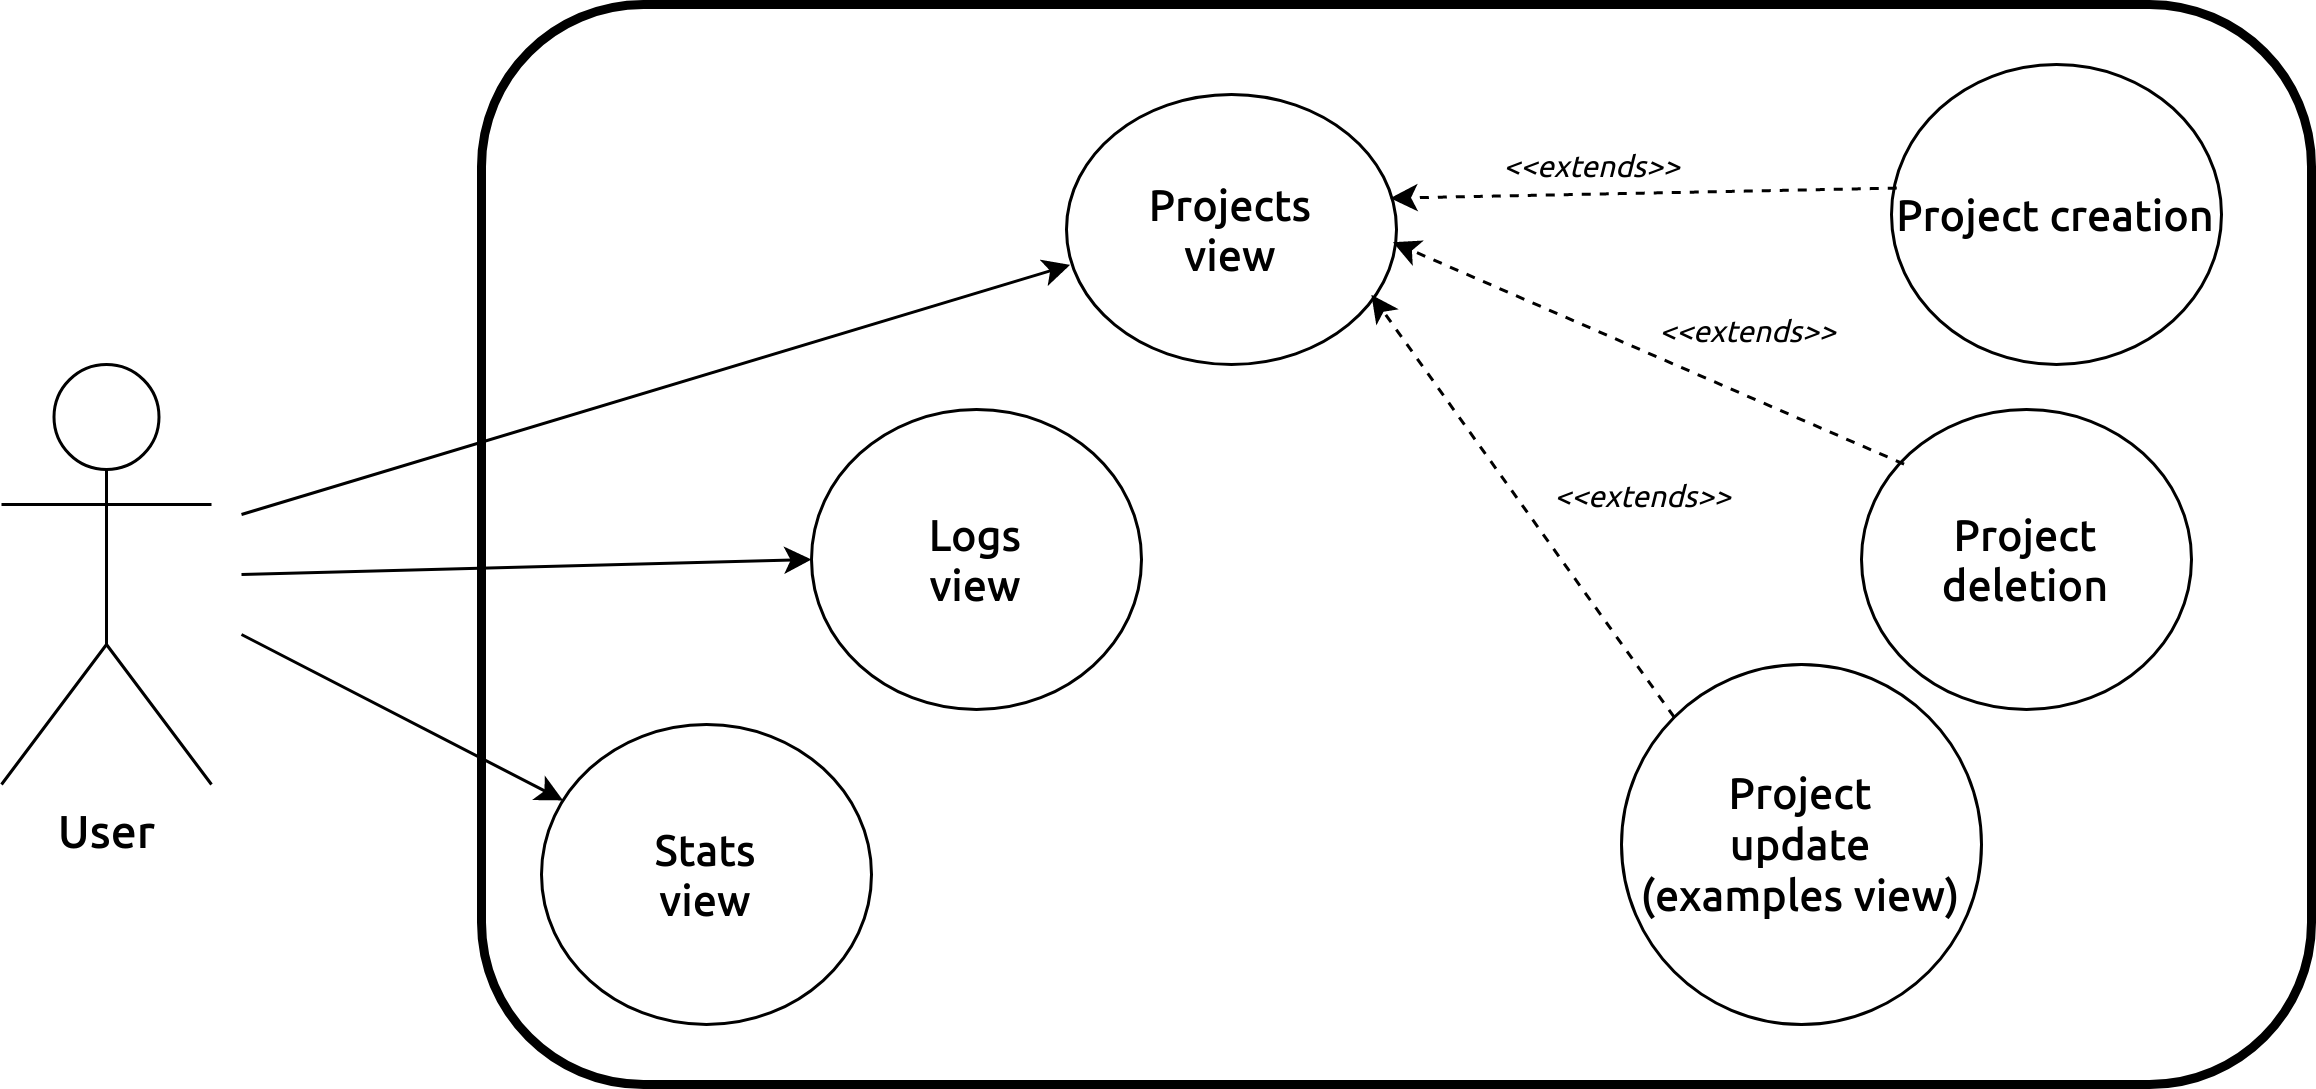 Projects
view
<<extends>>
Project creation
<<extends>>
<<extends>>
Logs
view
Project
deletion
User
Stats
view
Project
update
(examples view)